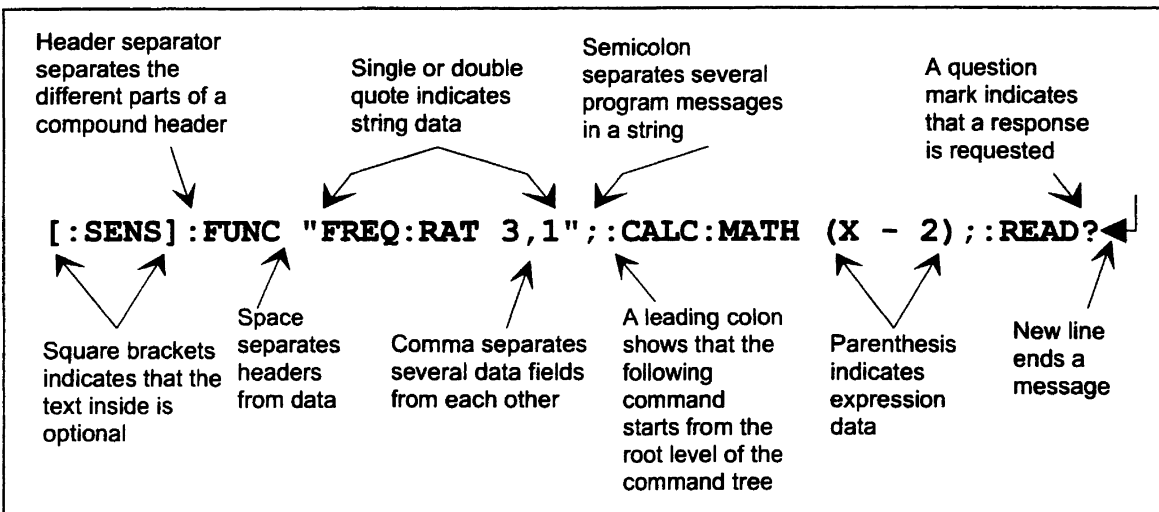 Header separator
separates the
different parts of a
compound header
Single or double
quote indicates
string data
Semicolon
separates several
program messages
in a string
A question
mark indicates
that a response
is requested
[:SENS]:FUNC "FREQ:RAT 3,1";:CALC:MATH (X - 2);:READ?
Square brackets
indicates that the
text inside is
optional
Space
separates
headers
from data
Comma separates
several data fields
from each other
A leading colon
shows that the
following
command
starts from the
root level of the
command tree
Parenthesis
indicates
expression
data
New line
ends a
message